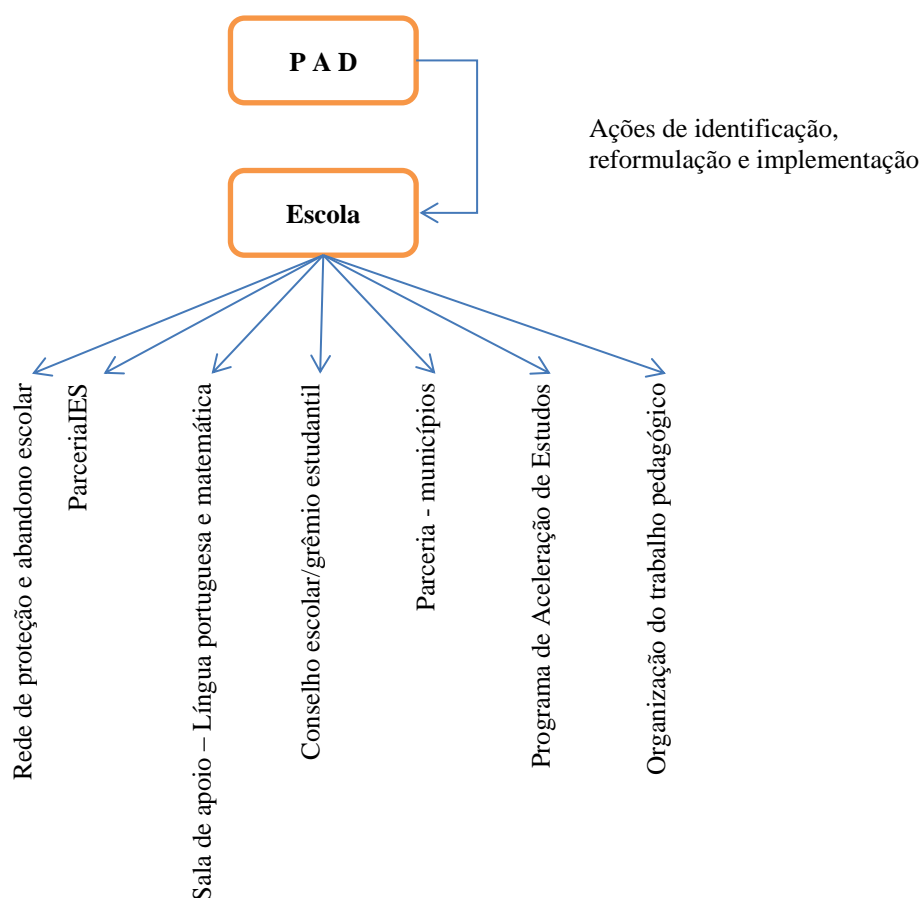 P A D
Ações de identificação,
reformulação e implementação
Escola
Rede de proteção e abandono escolar
ParceriaIES
Sala de apoio – Língua portuguesa e matemática
Conselho escolar/grêmio estudantil
Parceria - municípios
Programa de Aceleração de Estudos
Organização do trabalho pedagógico